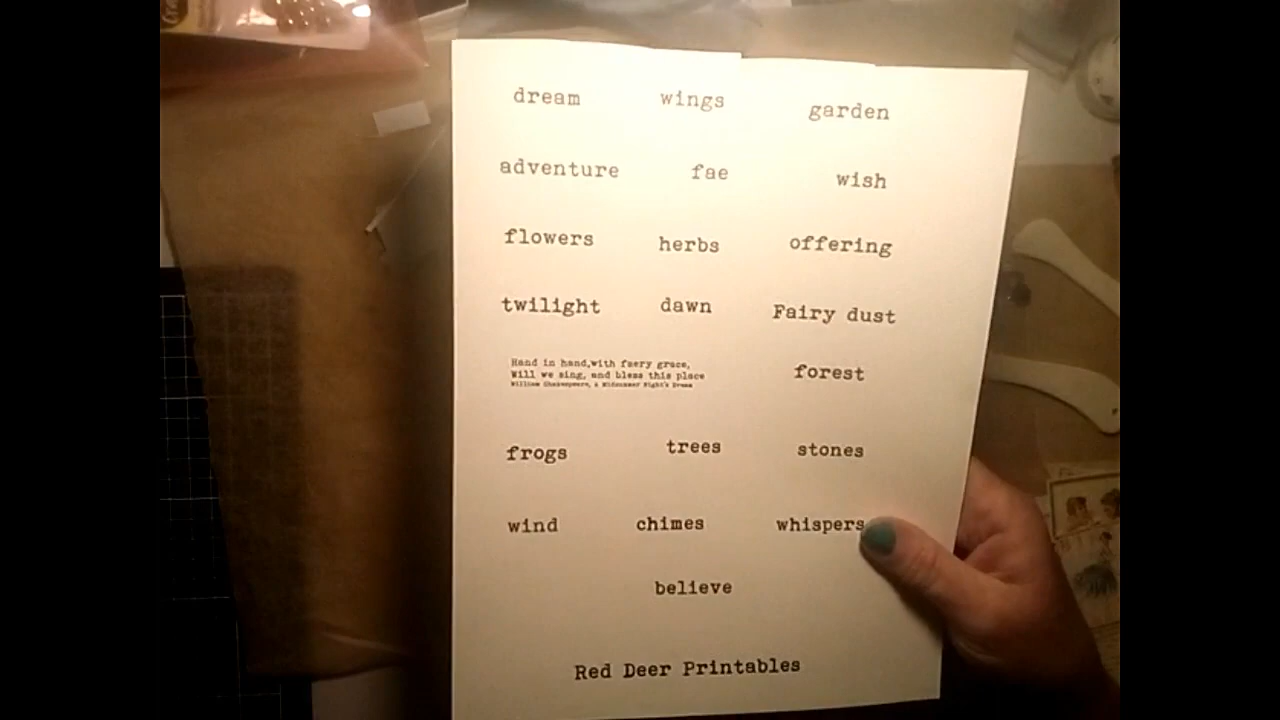 dream wings garden
adventure fae wish
flowers herbs offering
twilight dawn Fairy dust
Hand in hand,with faery grace,
Will we sing, and bless this place
William Shakespeare, A Midsummer Night's Dream
forest
frogs trees stones
wind chimes whispers
believe
Red Deer Printables